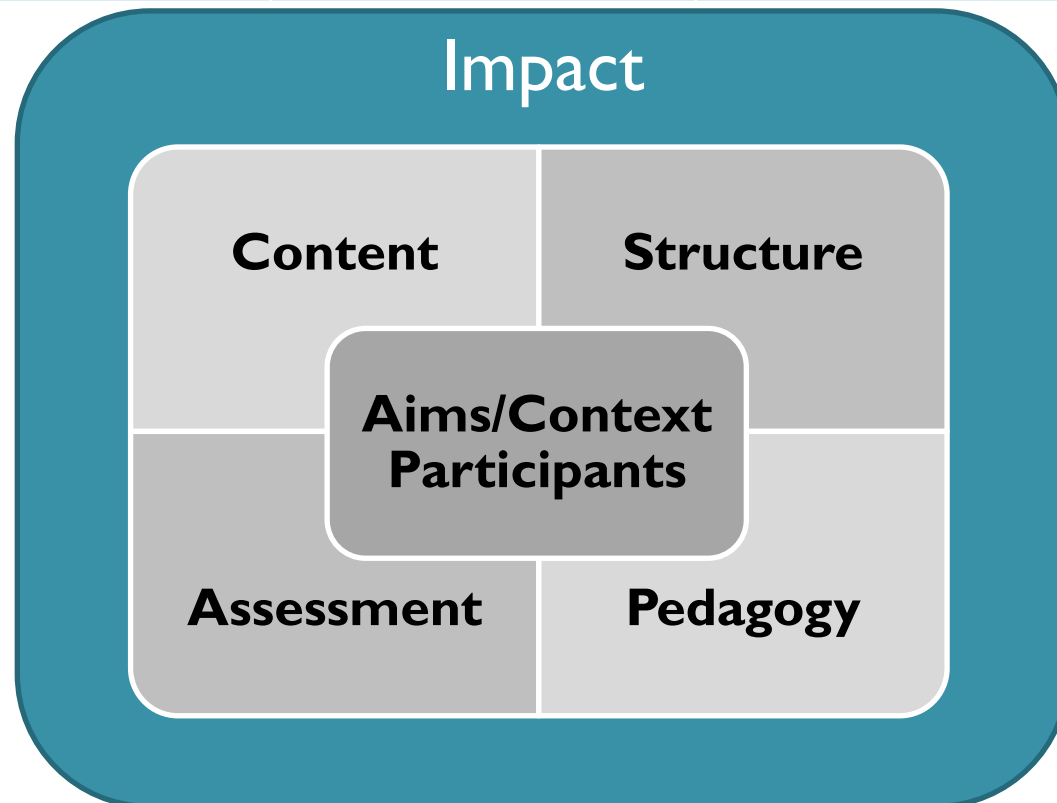 Impact
Content
Structure
Aims/Context
Participants
Assessment
Pedagogy